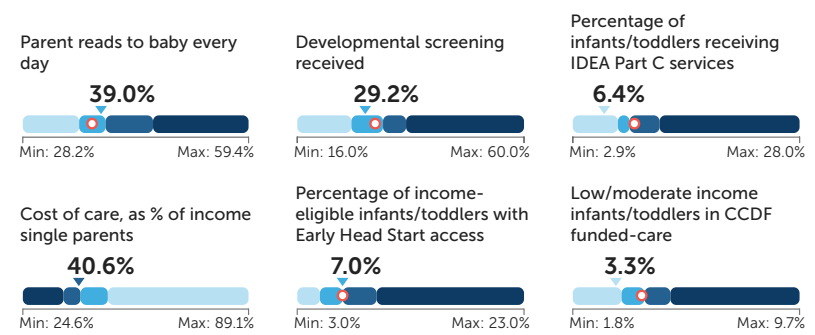 Parent reads to baby every
day
39.0%
Min: 28.2%
Max: 59.4%
Developmental screening
received
29.2%
Min: 16.0%
Max: 60.0%
Percentage of
infants/toddlers receiving
IDEA Part C services
6.4%
Min: 2.9%
Max: 28.0%
Cost of care, as % of income
single parents
40.6%
Min: 24.6%
Max: 89.1%
Percentage of income-
eligible infants/toddlers with
Early Head Start access
7.0%
Min: 3.0%
Max: 23.0%
Low/moderate income
infants/toddlers in CCDF
funded-care
3.3%
Min: 1.8%
Max: 9.7%